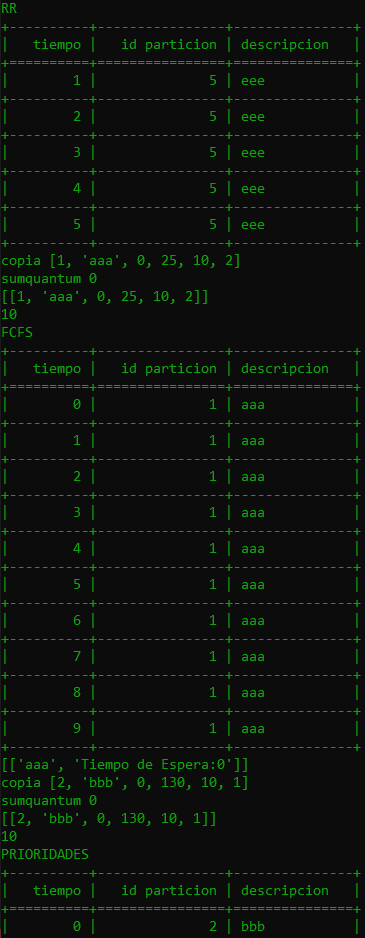 RR
+----------+---------------+---------------+
|   tiempo |   id particion | descripcion   |
+==========+================+===============+
|        1 |              5 | eee           |
+----------+----------------+---------------+
|        2 |              5 | eee           |
+----------+----------------+---------------+
|        3 |              5 | eee           |
+----------+----------------+---------------+
|        4 |              5 | eee           |
+----------+----------------+---------------+
|        5 |              5 | eee           |
+----------+----------------+---------------+
copia [1, 'aaa', 0, 25, 10, 2]
sumquantum 0
[[1, 'aaa', 0, 25, 10, 2]]
10
FCFS
+----------+----------------+---------------+
|   tiempo |   id particion | descripcion   |
+==========+================+===============+
|        0 |              1 | aaa           |
+----------+----------------+---------------+
|        1 |              1 | aaa           |
+----------+----------------+---------------+
|        2 |              1 | aaa           |
+----------+----------------+---------------+
|        3 |              1 | aaa           |
+----------+----------------+---------------+
|        4 |              1 | aaa           |
+----------+----------------+---------------+
|        5 |              1 | aaa           |
+----------+----------------+---------------+
|        6 |              1 | aaa           |
+----------+----------------+---------------+
|        7 |              1 | aaa           |
+----------+----------------+---------------+
|        8 |              1 | aaa           |
+----------+----------------+---------------+
|        9 |              1 | aaa           |
+----------+----------------+---------------+
[['aaa', 'Tiempo de Espera:0']]
copia [2, 'bbb', 0, 130, 10, 1]
sumquantum 0
[[2, 'bbb', 0, 130, 10, 1]]
10
PRIORIDADES
+----------+----------------+---------------+
|   tiempo |   id particion | descripcion   |
+==========+================+===============+
|        0 |              2 | bbb           |